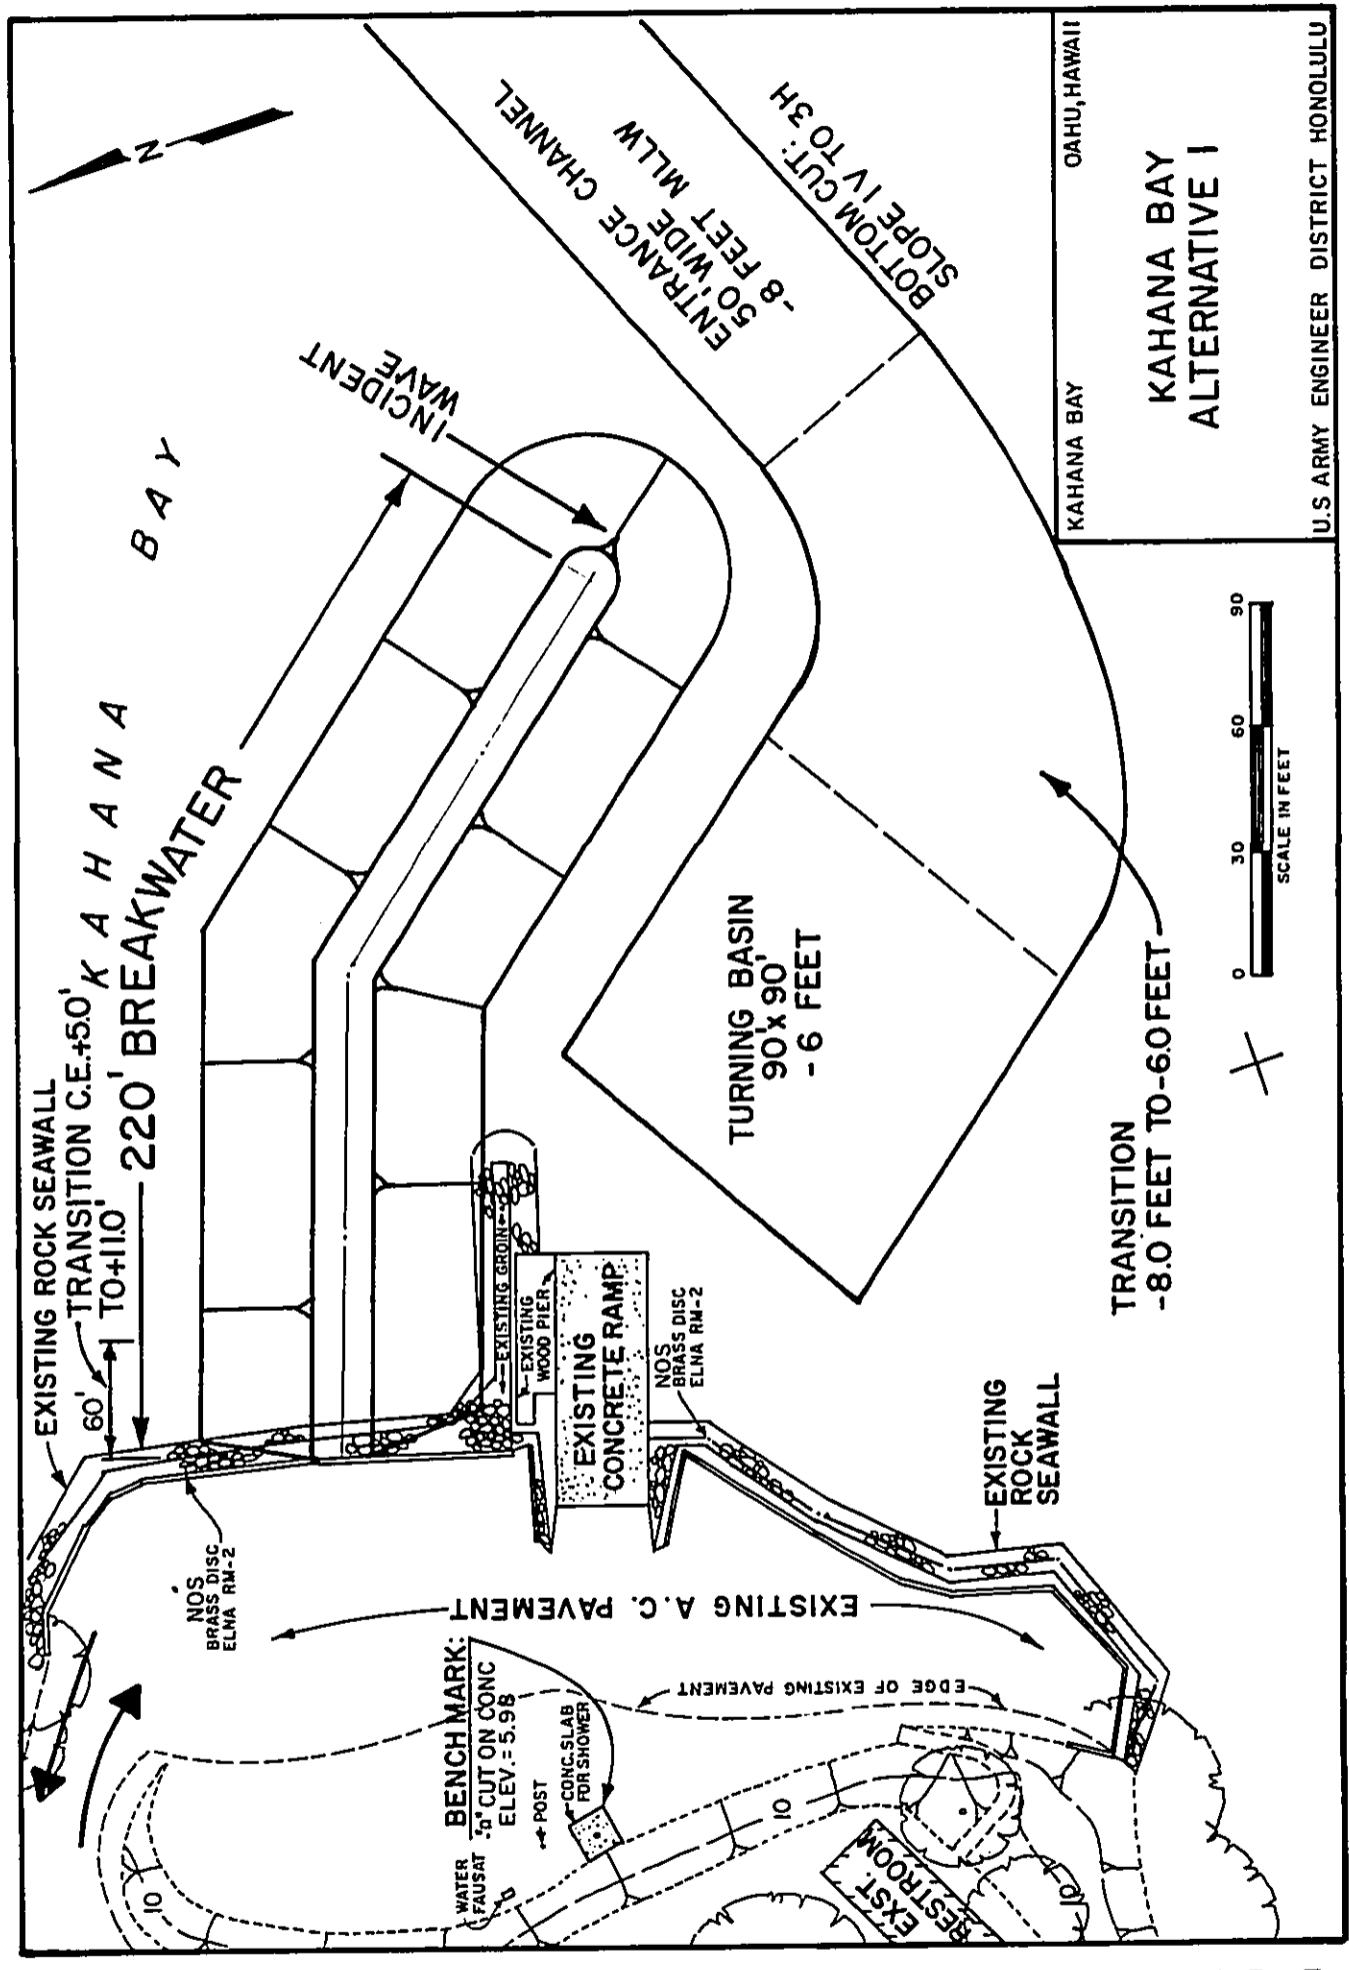 EXISTING ROCK SEAWALL
TRANSITION C.E.+5.0'
TO+11.0'
60'
220' BREAKWATER
KAHANA BAY
N
INCIDENT
WAVE
ENTRANCE CHANNEL
50' WIDE
-8 FEET MLLW
BOTTOM CUT:
SLOPE 1V TO 3H
TURNING BASIN
90'x 90'
- 6 FEET
TRANSITION
-8.0 FEET TO-6.0FEET
EXISTING GROIN
EXISTING
WOOD PIER
EXISTING
CONCRETE RAMP
NOS
BRASS DISC
ELNA RM-2
NOS
BRASS DISC
ELNA RM-2
EXISTING
ROCK
SEAWALL
EXISTING A.C. PAVEMENT
EDGE OF EXISTING PAVEMENT
BENCHMARK:
"□" CUT ON CONC
ELEV.=5.98
POST
CONC.SLAB
FOR SHOWER
WATER
FAUSAT
EXST.
RESTROOM
10
10
10
0 30 60 90
SCALE IN FEET
KAHANA BAY OAHU,HAWAII
KAHANA BAY
ALTERNATIVE 1
U.S ARMY ENGINEER DISTRICT HONOLULU